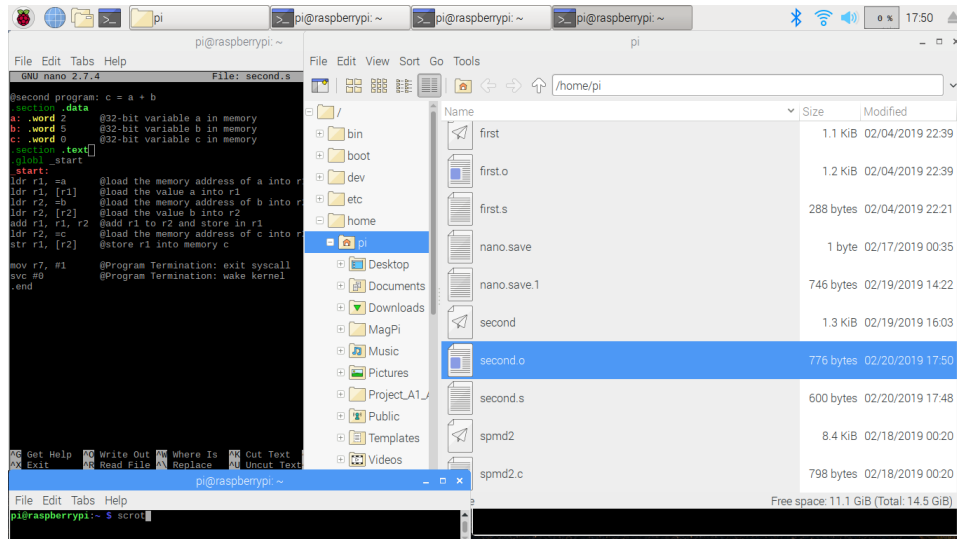 pi
pi@raspberrypi: ~
pi@raspberrypi: ~
pi@raspberrypi: ~
0 %
17:50
pi@raspberrypi: ~
File Edit Tabs Help
GNU nano 2.7.4 File: second.s
@second program: c = a + b
.section .data
a: .word 2 @32-bit variable a in memory
b: .word 5 @32-bit variable b in memory
c: .word 0 @32-bit variable c in memory
.section .text
.globl _start
_start:
ldr r1, =a @load the memory address of a into r
ldr r1, [r1] @load the value a into r1
ldr r2, =b @load the memory address of b into r
ldr r2, [r2] @load the value b into r2
add r1, r1, r2 @add r1 to r2 and store in r1
ldr r2, =c @load the memory address of c into r
str r1, [r2] @store r1 into memory c
mov r7, #1 @Program Termination: exit syscall
svc #0 @Program Termination: wake kernel
.end
^G Get Help ^O Write Out ^W Where Is ^K Cut Text
^X Exit ^R Read File ^\ Replace ^U Uncut Text
pi@raspberrypi: ~
File Edit Tabs Help
pi@raspberrypi:~ $ scrot
pi
File Edit View Sort Go Tools
/home/pi
/
bin
boot
dev
etc
home
pi
Desktop
Documents
Downloads
MagPi
Music
Pictures
Project_A1_
Public
Templates
Videos
Name Size Modified
first 1.1 KiB 02/04/2019 22:39
first.o 1.2 KiB 02/04/2019 22:39
first.s 288 bytes 02/04/2019 22:21
nano.save 1 byte 02/17/2019 00:35
nano.save.1 746 bytes 02/19/2019 14:22
second 1.3 KiB 02/19/2019 16:03
second.o 776 bytes 02/20/2019 17:50
second.s 600 bytes 02/20/2019 17:48
spmd2 8.4 KiB 02/18/2019 00:20
spmd2.c 798 bytes 02/18/2019 00:20
Free space: 11.1 GiB (Total: 14.5 GiB)